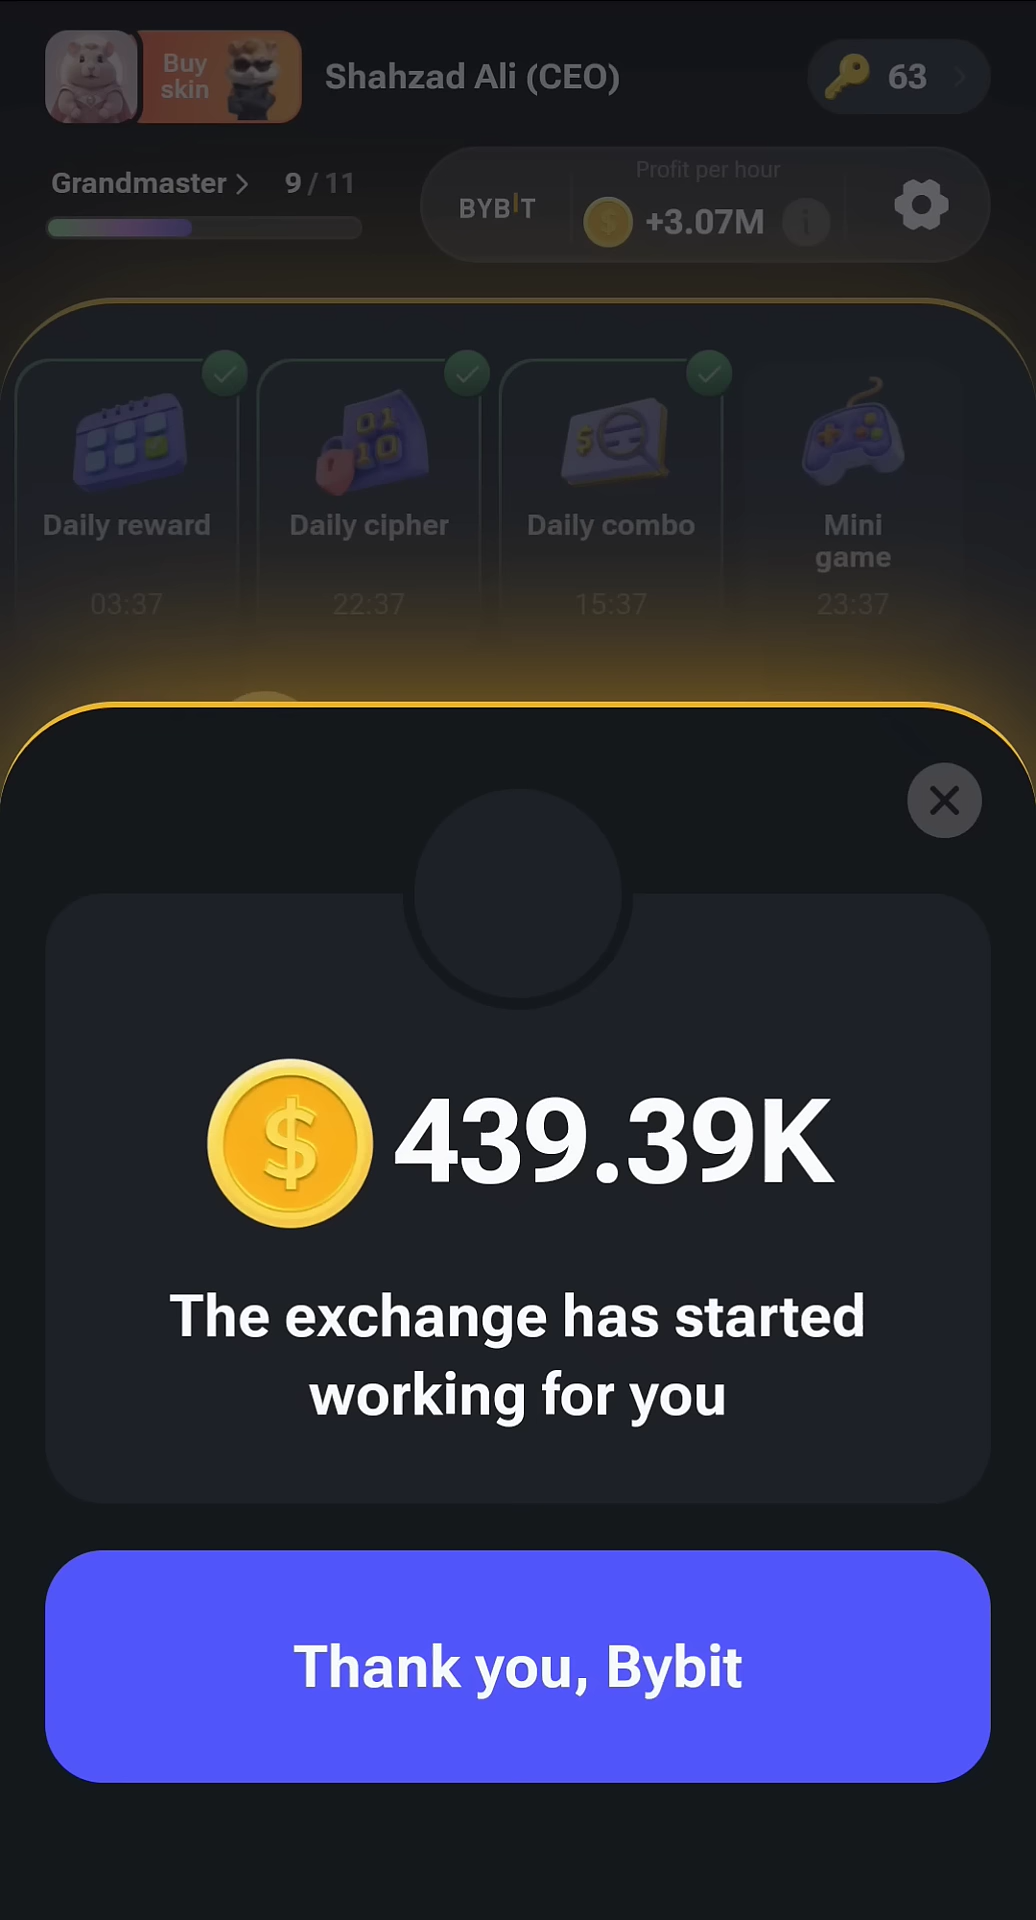 Buy
skin
Shahzad Ali (CEO)
63
Grandmaster >
9 / 11
Profit per hour
BYBIT
$
+3.07M
i
01
10
$
Daily reward
Daily cipher
Daily combo
Mini
game
03:37
22:37
15:37
23:37
$
439.39K
The exchange has started
working for you
Thank you, Bybit